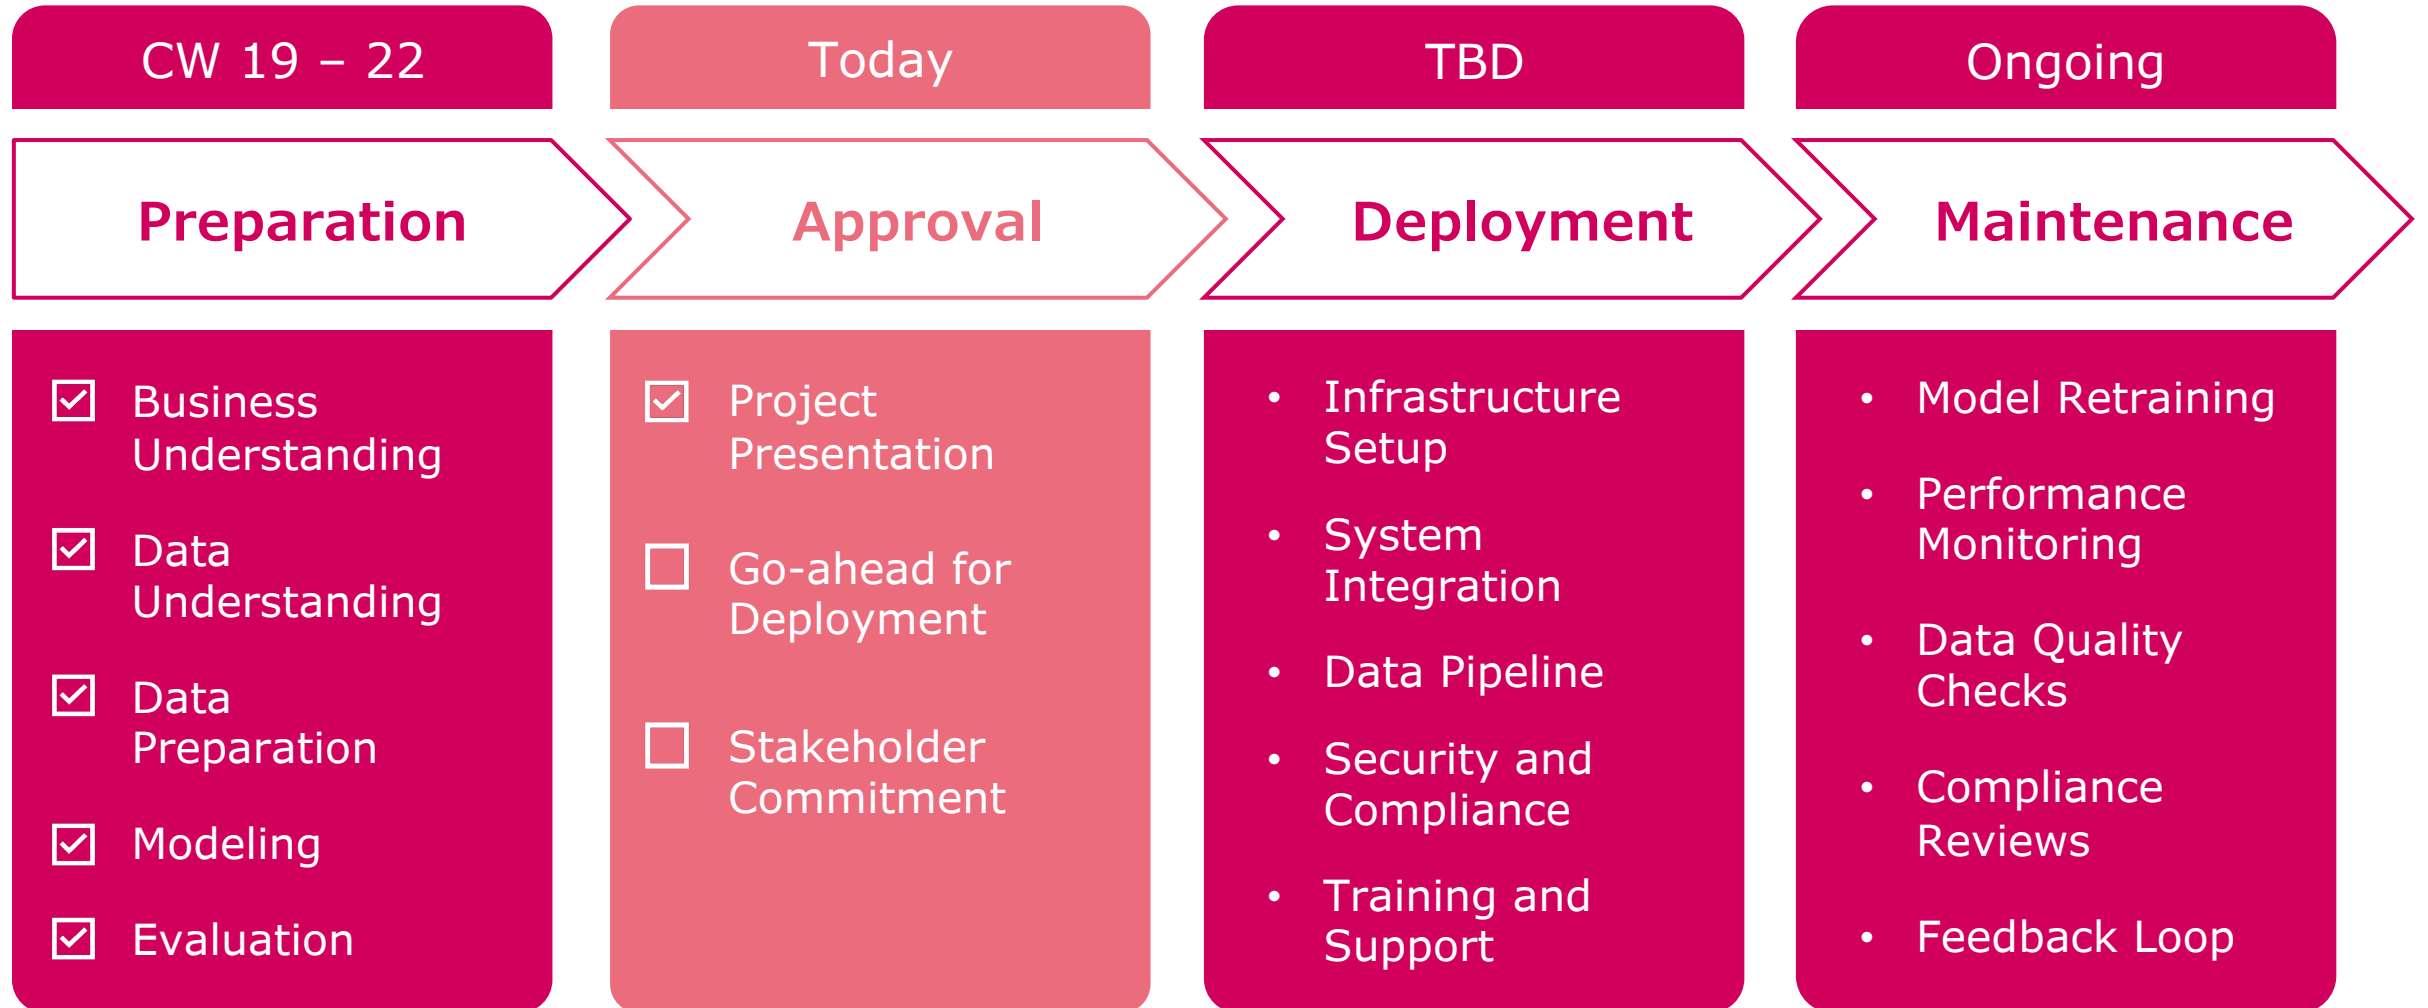 CW 19 – 22
Today
TBD
Ongoing
Preparation
Approval
Deployment
Maintenance
Business
Understanding
Data
Understanding
Data
Preparation
Modeling
Evaluation
Project
Presentation
Go-ahead for
Deployment
Stakeholder
Commitment
• Infrastructure
Setup
• System
Integration
• Data Pipeline
• Security and
Compliance
• Training and
Support
• Model Retraining
• Performance
Monitoring
• Data Quality
Checks
• Compliance
Reviews
• Feedback Loop